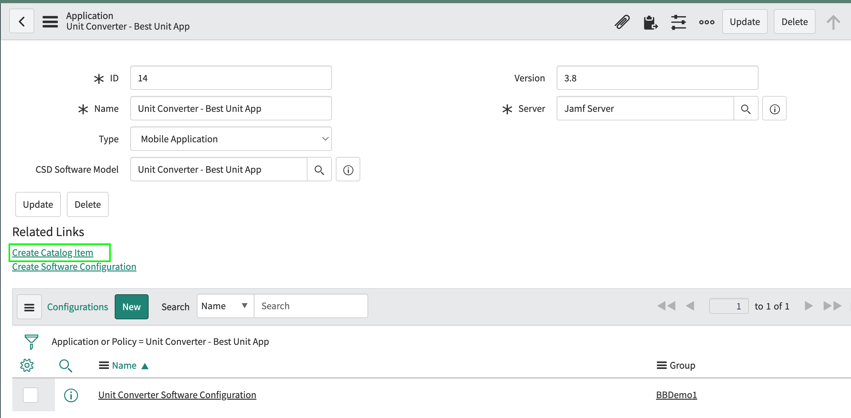 Application
Unit Converter - Best Unit App
Update
Delete
ID
14
Version
3.8
Name
Unit Converter - Best Unit App
Server
Jamf Server
Type
Mobile Application
CSD Software Model
Unit Converter - Best Unit App
Update
Delete
Related Links
Create Catalog Item
Create Software Configuration
Configurations
New
Search
Name
Search
1
to 1 of 1
Application or Policy = Unit Converter - Best Unit App
Name
Group
Unit Converter Software Configuration
BBDemo1